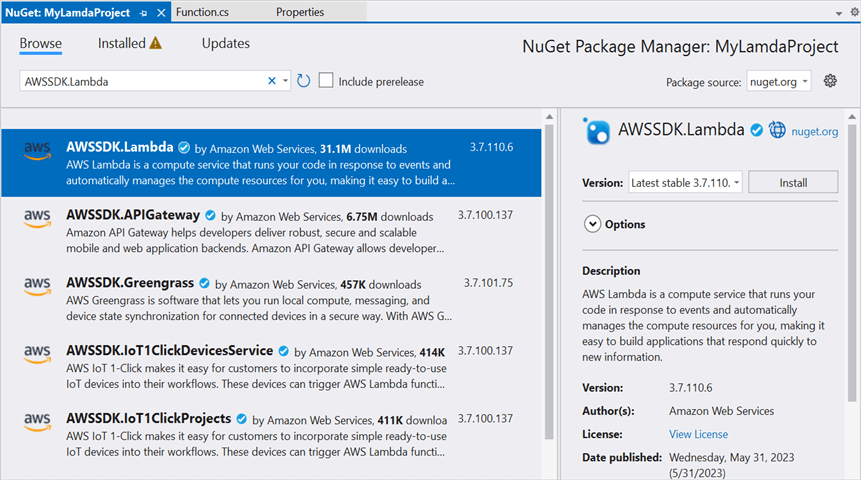 NuGet: MyLamdaProject
Function.cs
Properties
Browse
Installed
Updates
NuGet Package Manager: MyLamdaProject
AWSSDK.Lambda
Include prerelease
Package source: nuget.org
aws
AWSSDK.Lambda by Amazon Web Services, 31.1M downloads
3.7.110.6
AWS Lambda is a compute service that runs your code in response to events and
automatically manages the compute resources for you, making it easy to build a...
aws
AWSSDK.APIGateway by Amazon Web Services, 6.75M downloads
3.7.100.137
Amazon API Gateway helps developers deliver robust, secure and scalable
mobile and web application backends. Amazon API Gateway allows developer...
aws
AWSSDK.Greengrass by Amazon Web Services, 457K downloads
3.7.101.75
AWS Greengrass is software that lets you run local compute, messaging, and
device state synchronization for connected devices in a secure way. With AWS G...
aws
AWSSDK.IoT1ClickDevicesService by Amazon Web Services, 414K
3.7.100.137
AWS IoT 1-Click makes it easy for customers to incorporate simple ready-to-use
IoT devices into their workflows. These devices can trigger AWS Lambda functi...
aws
AWSSDK.IoT1ClickProjects by Amazon Web Services, 411K downloa
3.7.100.137
AWS IoT 1-Click makes it easy for customers to incorporate simple ready-to-use
IoT devices into their workflows. These devices can trigger AWS Lambda functi...
AWSSDK.Lambda
nuget.org
Version: Latest stable 3.7.110.
Install
Options
Description
AWS Lambda is a compute service that runs your
code in response to events and automatically
manages the compute resources for you, making it
easy to build applications that respond quickly to
new information.
Version: 3.7.110.6
Author(s): Amazon Web Services
License: View License
Date published: Wednesday, May 31, 2023
(5/31/2023)